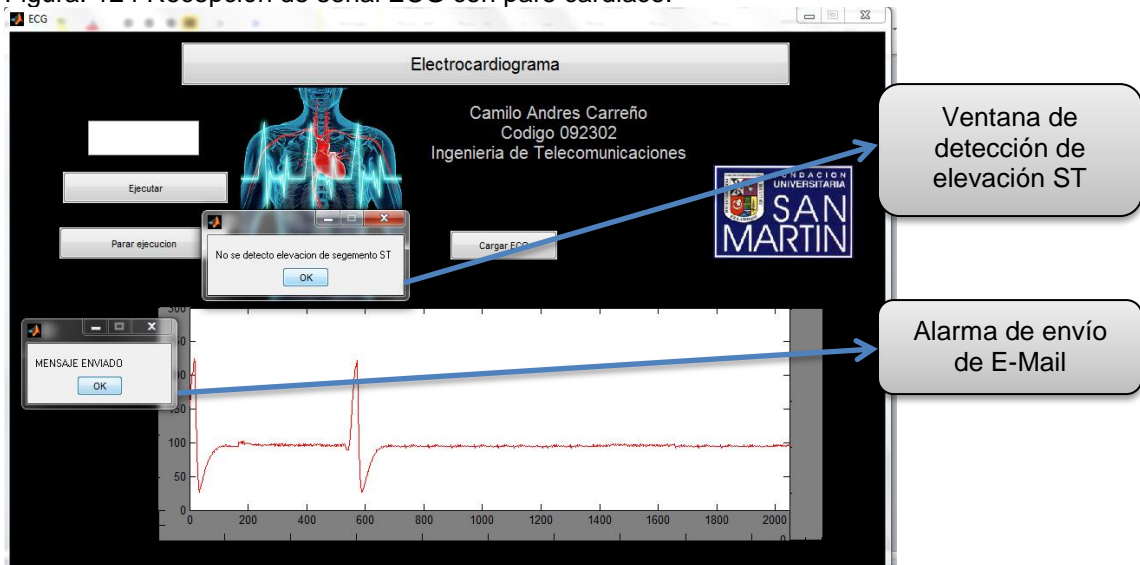 Figura. 124 Recepción de señal ECG con paro cardiaco.
ECG
Electrocardiograma
Camilo Andres Carreño
Codigo 092302
Ingenieria de Telecomunicaciones
Ejecutar
Parar ejecucion
Cargar ECG
FUNDACION
UNIVERSITARIA
SAN
MARTIN
No se detecto elevacion de segemento ST
OK
MENSAJE ENVIADO
OK
Ventana de
detección de
elevación ST
Alarma de envío
de E-Mail
300
100
50
0
0 200 400 600 800 1000 1200 1400 1600 1800 2000